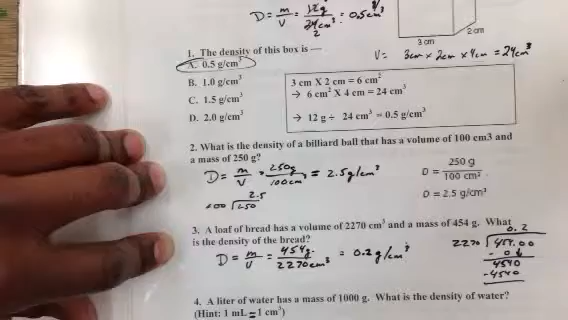 D = m/V = 12g/24cm³ = 0.5 g/cm³
2
3 cm
2 cm
1. The density of this box is —
V = 3cm x 2cm x 4cm = 24cm³
A. 0.5 g/cm³
B. 1.0 g/cm³
C. 1.5 g/cm³
D. 2.0 g/cm³
3 cm X 2 cm = 6 cm²
→ 6 cm² X 4 cm = 24 cm³
→ 12 g ÷ 24 cm³ = 0.5 g/cm³
2. What is the density of a billiard ball that has a volume of 100 cm3 and
a mass of 250 g?
D = m/V = 250g/100cm³ = 2.5 g/cm³
D = 250 g/100 cm³
D = 2.5 g/cm³
2.5
100 250
3. A loaf of bread has a volume of 2270 cm³ and a mass of 454 g. What
is the density of the bread?
D = m/V = 454g/2270cm³ = 0.2 g/cm³
0.2
2270 454.00
- 0
4540
-4540
4. A liter of water has a mass of 1000 g. What is the density of water?
(Hint: 1 mL = 1 cm³)